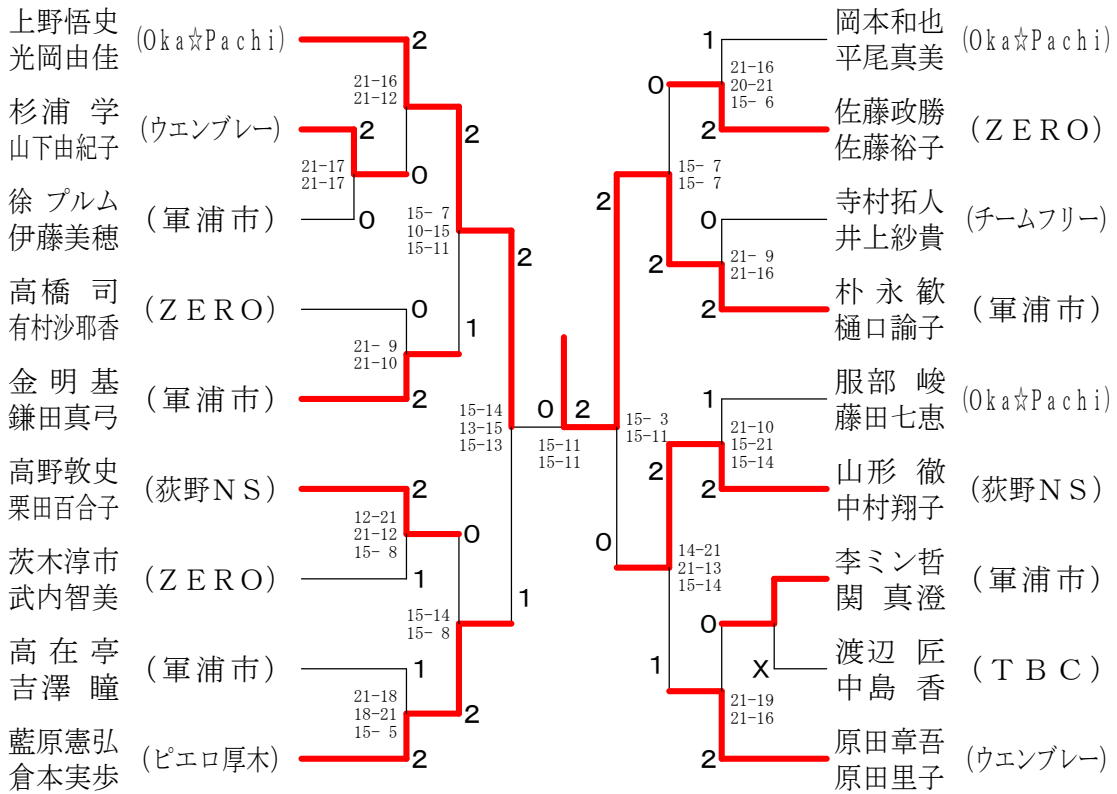 上野悟史
光岡由佳
(Oka☆Pachi)
2
21-16
21-12
2
杉浦 学
山下由紀子
(ウエンブレー)
2
21-17
21-17
0
徐 プルム
伊藤美穂
(軍浦市)
0
15- 7
10-15
15-11
2
高橋 司
有村沙耶香
(ZERO)
0
21- 9
21-10
1
金 明 基
鎌田真弓
(軍浦市)
2
15-14
13-15
15-13
0
15-11
15-11
高野敦史
栗田百合子
(荻野NS)
2
12-21
21-12
15- 8
0
茨木淳市
武内智美
(ZERO)
1
15-14
15- 8
1
高 在 亭
吉澤 瞳
(軍浦市)
1
21-18
18-21
15- 5
2
藍原憲弘
倉本実歩
(ピエロ厚木)
2
1
岡本和也
平尾真美
(Oka☆Pachi)
0
21-16
20-21
15- 6
2
佐藤政勝
佐藤裕子
(ZERO)
2
15- 7
15- 7
0
寺村拓人
井上紗貴
(チームフリー)
2
21- 9
21-16
2
朴 永 歓
樋口諭子
(軍浦市)
2
15- 3
15-11
1
服部 峻
藤田七恵
(Oka☆Pachi)
2
21-10
15-21
15-14
2
山形 徹
中村翔子
(荻野NS)
0
14-21
21-13
15-14
李ミン哲
関 真澄
(軍浦市)
0
X
渡辺 匠
中島 香
(TBC)
1
21-19
21-16
2
原田章吾
原田里子
(ウエンブレー)